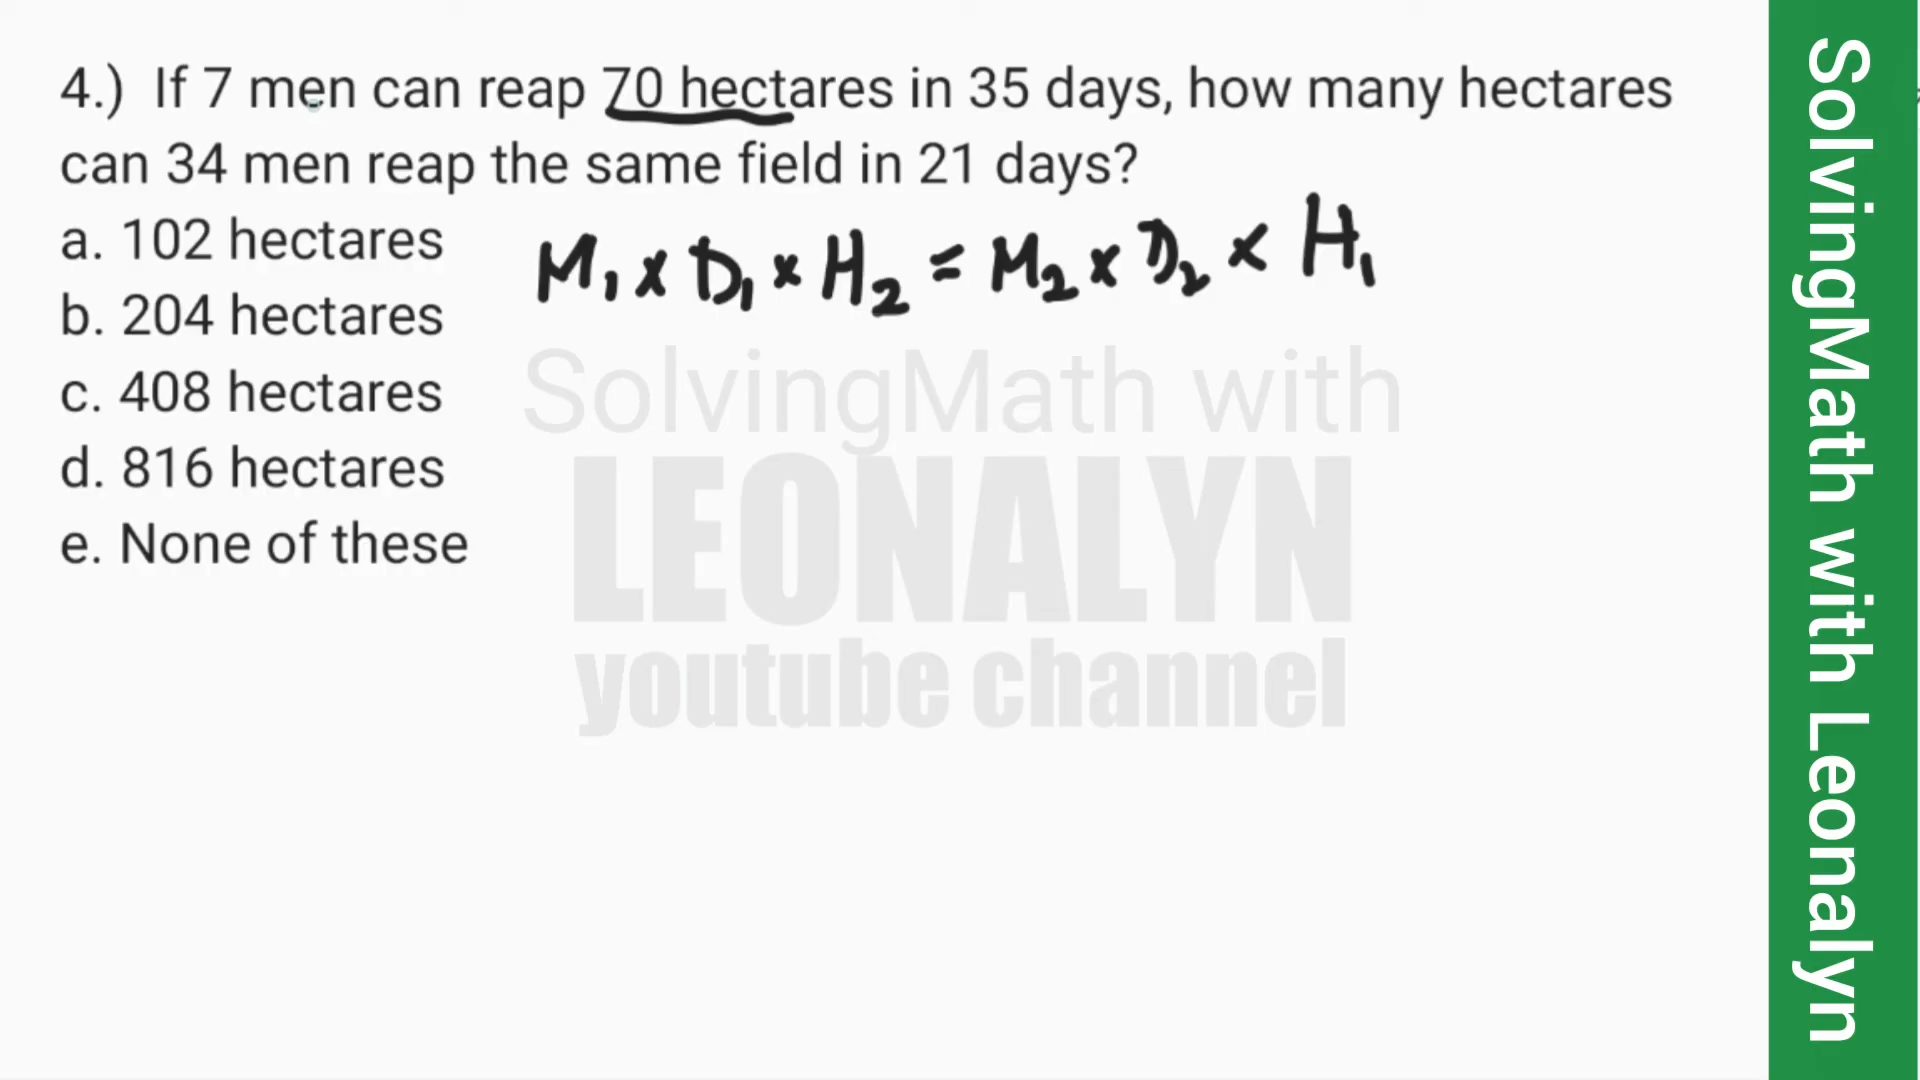 4.) If 7 men can reap 70 hectares in 35 days, how many hectares
can 34 men reap the same field in 21 days?
a. 102 hectares
M₁ x D₁ x H₂ = M₂ x D₂ x H₁
b. 204 hectares
c. 408 hectares
d. 816 hectares
e. None of these
SolvingMath with
LEONALYN
youtube channel
SolvingMath with Leonalyn